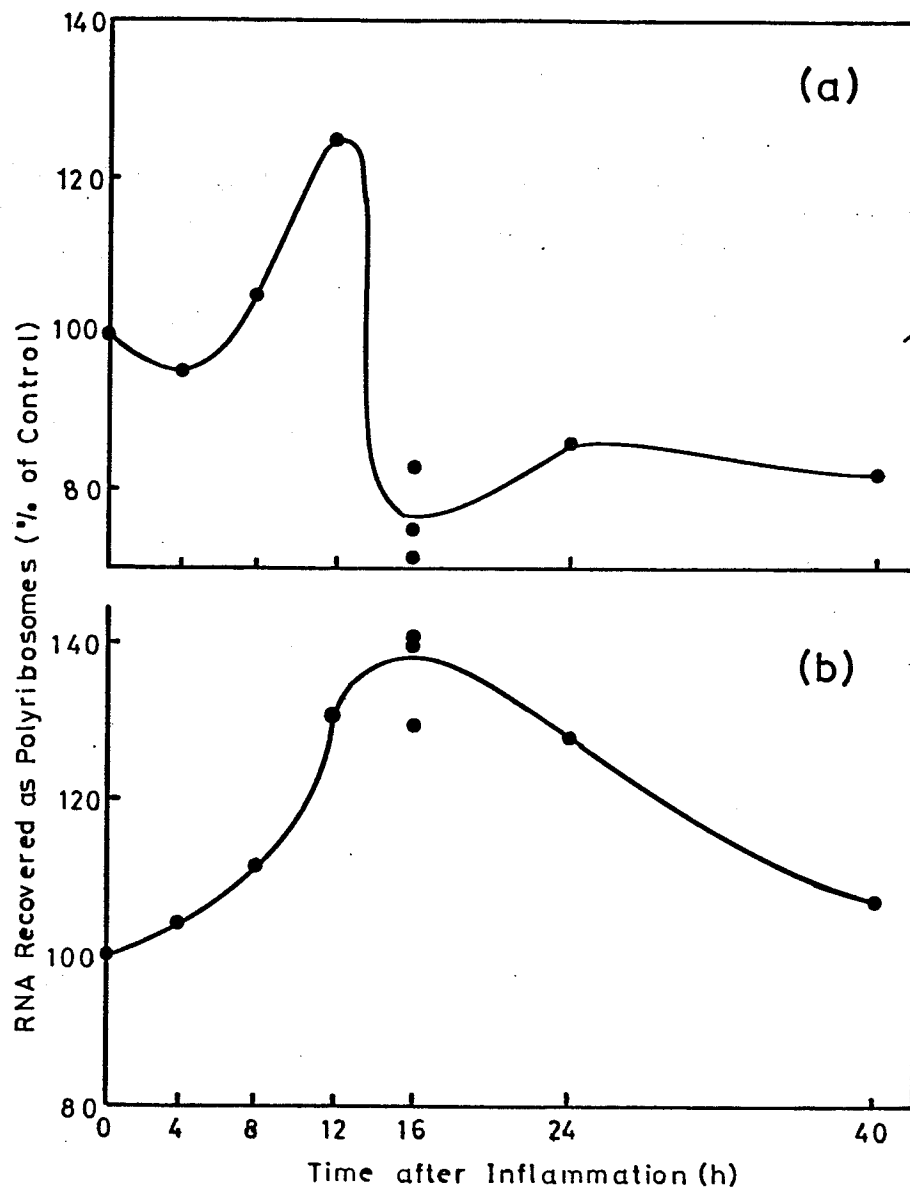 140
(a)
120
100
80
RNA Recovered as Polyribosomes (% of Control)
140
(b)
120
100
80
0 4 8 12 16 24 40
Time after Inflammation (h)